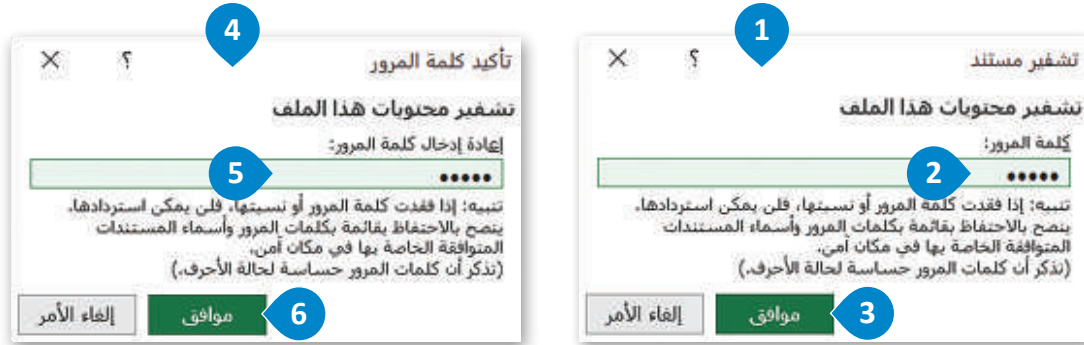 1
تشفير مستند
؟
تشفير محتويات هذا الملف
كلمة المرور:
•••••
2
تنبيه: إذا فقدت كلمة المرور أو نسيتها، فلن يمكن استردادها.
ينصح بالاحتفاظ بقائمة بكلمات المرور وأسماء المستندات
المتوافقة الخاصة بها في مكان آمن.
(تذكر أن كلمات المرور حساسة لحالة الأحرف.)
3
موافق
إلغاء الأمر
4
تأكيد كلمة المرور
؟
تشفير محتويات هذا الملف
إعادة إدخال كلمة المرور:
•••••
5
تنبيه: إذا فقدت كلمة المرور أو نسيتها، فلن يمكن استردادها.
ينصح بالاحتفاظ بقائمة بكلمات المرور وأسماء المستندات
المتوافقة الخاصة بها في مكان آمن.
(تذكر أن كلمات المرور حساسة لحالة الأحرف.)
6
موافق
إلغاء الأمر